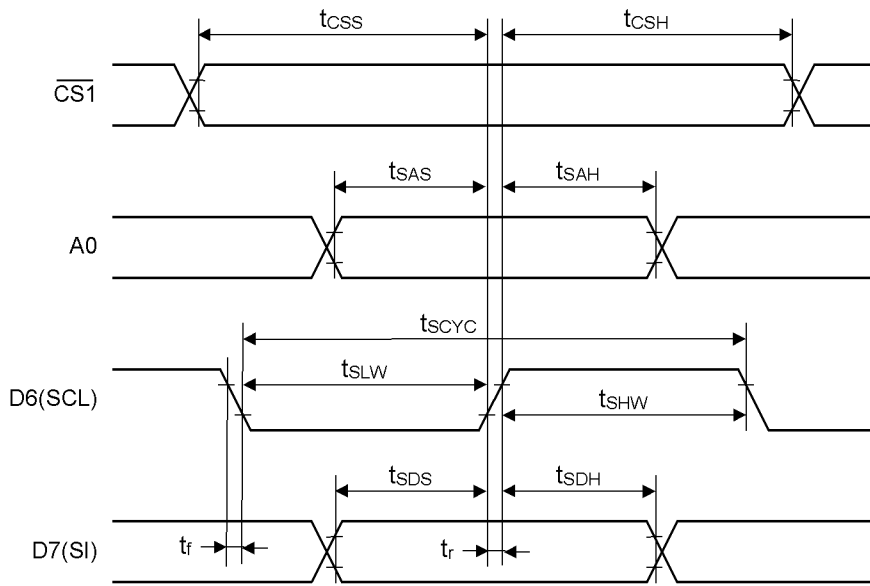 tCSS
tCSH
CS1
tSAS
tSAH
A0
tSCYC
tSLW
D6(SCL)
tSHW
tSDS
tSDH
tf
tr
D7(SI)